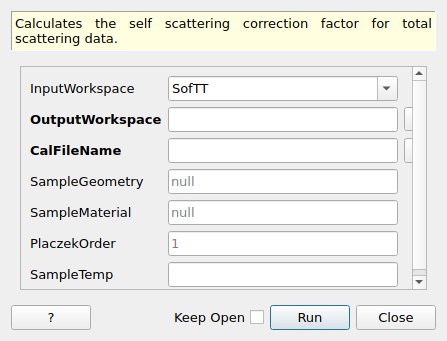 Calculates the self scattering correction factor for total
scattering data.
InputWorkspace SofTT
OutputWorkspace
CalFileName
SampleGeometry null
SampleMaterial null
PlaczekOrder 1
SampleTemp
? Keep Open Run Close